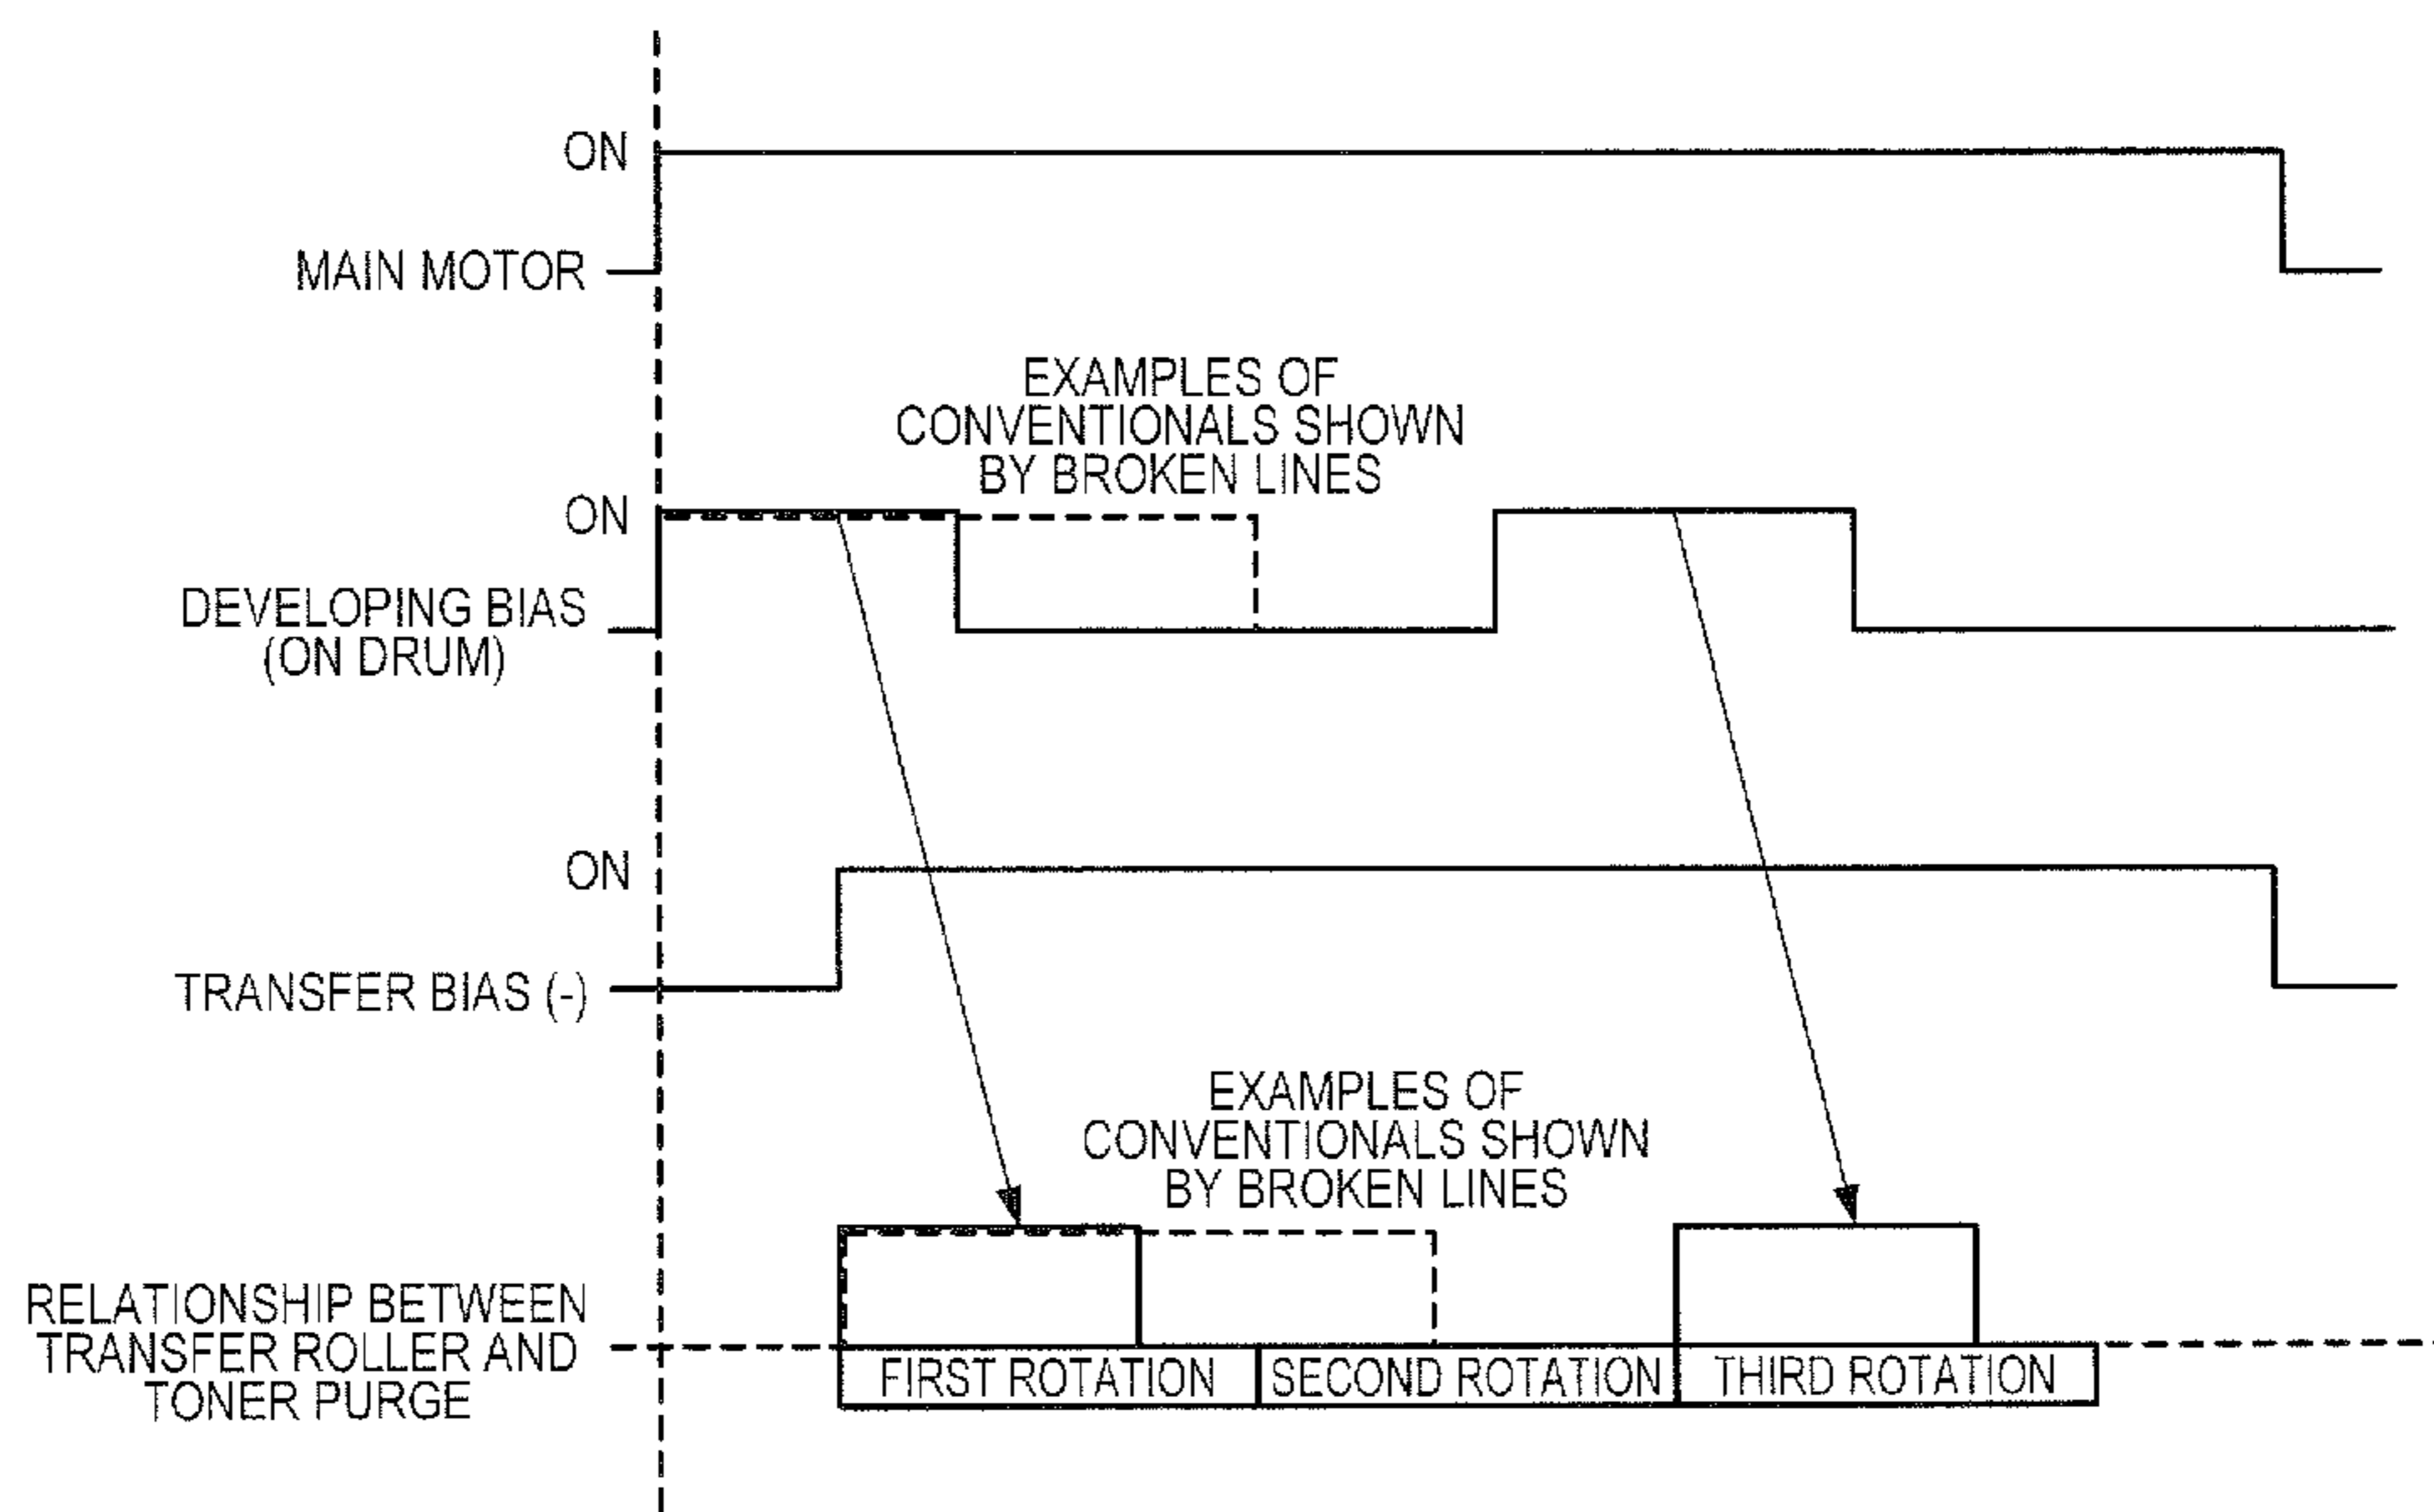 ON
MAIN MOTOR
EXAMPLES OF
CONVENTIONALS SHOWN
BY BROKEN LINES
ON
DEVELOPING BIAS
(ON DRUM)
ON
TRANSFER BIAS (-)
EXAMPLES OF
CONVENTIONALS SHOWN
BY BROKEN LINES
RELATIONSHIP BETWEEN
TRANSFER ROLLER AND
TONER PURGE
FIRST ROTATION SECOND ROTATION THIRD ROTATION